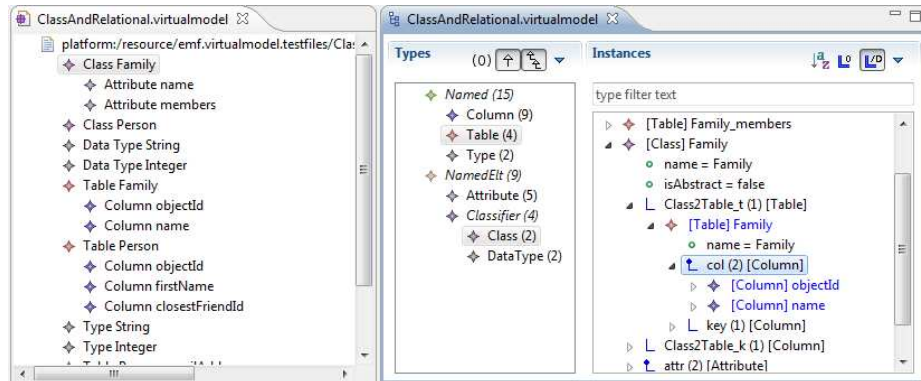 ClassAndRelational.virtualmodel
platform:/resource/emf.virtualmodel.testfiles/Clas
Class Family
Attribute name
Attribute members
Class Person
Data Type String
Data Type Integer
Table Family
Column objectId
Column name
Table Person
Column objectId
Column firstName
Column closestFriendId
Type String
Type Integer
ClassAndRelational.virtualmodel
Types
(0)
Named (15)
Column (9)
Table (4)
Type (2)
NamedElt (9)
Attribute (5)
Classifier (4)
Class (2)
DataType (2)
Instances
type filter text
[Table] Family_members
[Class] Family
name = Family
isAbstract = false
Class2Table_t (1) [Table]
[Table] Family
name = Family
col (2) [Column]
[Column] objectId
[Column] name
key (1) [Column]
Class2Table_k (1) [Column]
attr (2) [Attribute]